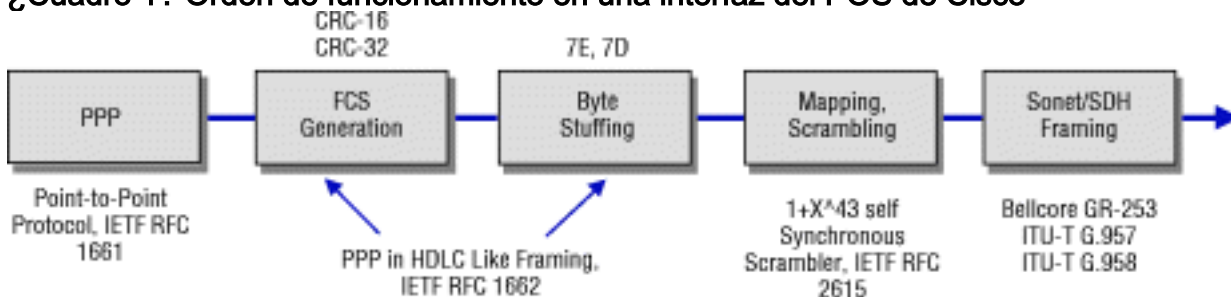 ¿Cuadro 1? Orden de funcionamiento en una interfaz del POS de Cisco
CRC-16
CRC-32
7E, 7D
PPP
FCS
Generation
Byte
Stuffing
Mapping,
Scrambling
Sonet/SDH
Framing
Point-to-Point
Protocol, IETF RFC
1661
PPP in HDLC Like Framing,
IETF RFC 1662
1+X^43 self
Synchronous
Scrambler, IETF RFC
2615
Bellcore GR-253
ITU-T G.957
ITU-T G.958